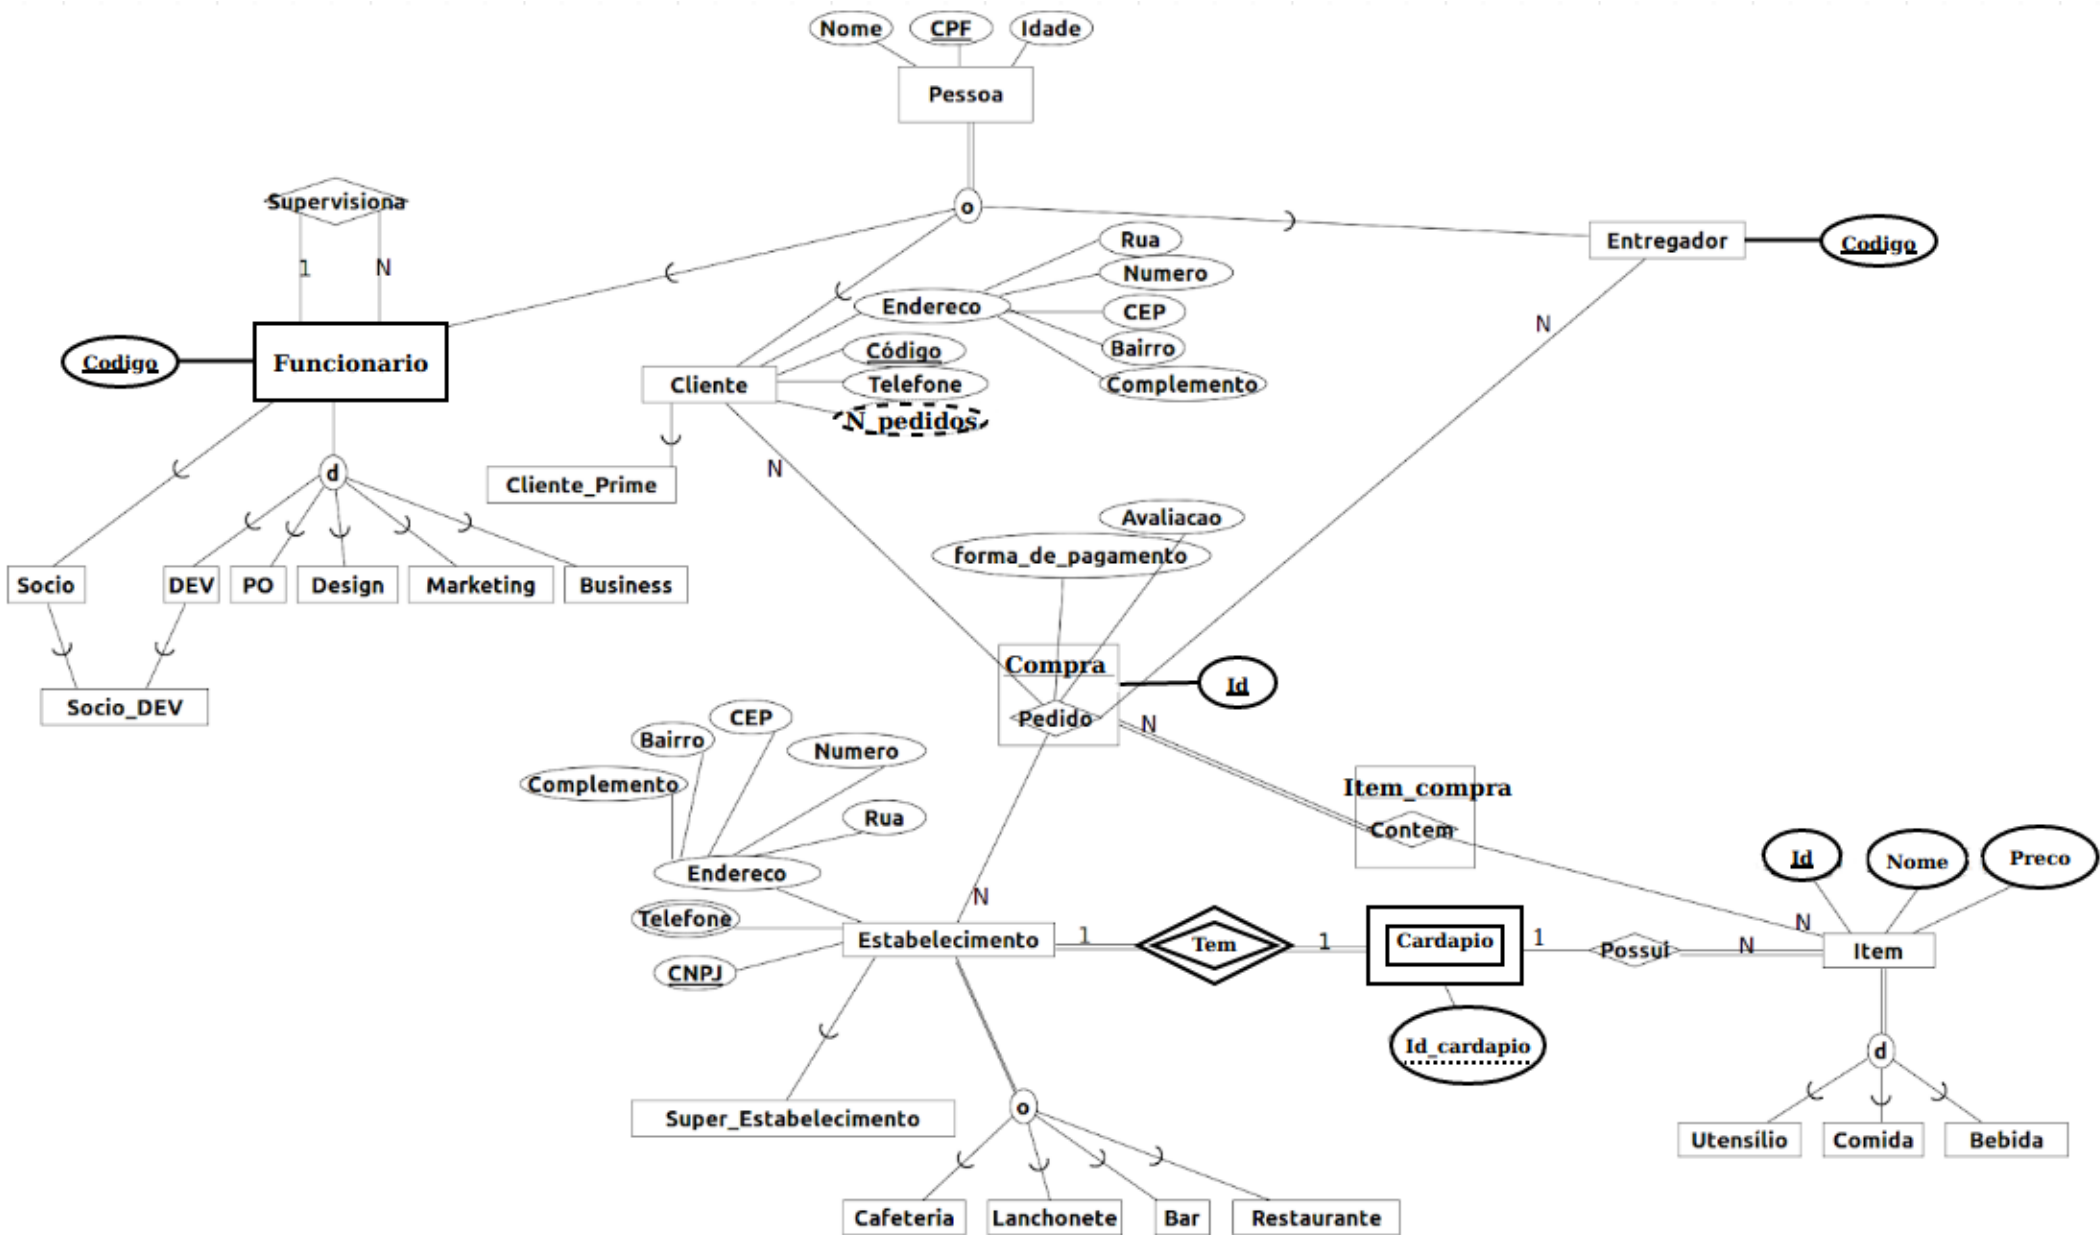 Nome
CPF
Idade
Pessoa
Supervisiona
o
Rua
Entregador
Codigo
1
N
Numero
Endereco
CEP
N
Codigo
Funcionario
Código
Bairro
Cliente
Telefone
Complemento
N_pedidos
d
N
Cliente_Prime
Avaliacao
forma_de_pagamento
Socio
DEV
PO
Design
Marketing
Business
Compra
Id
Socio_DEV
Pedido
N
CEP
Bairro
Numero
Complemento
Item_compra
Rua
Contem
Id
Nome
Preco
Endereco
N
Telefone
N
Estabelecimento
1
Tem
1
Cardapio
1
Possui
N
Item
CNPJ
Id_cardapio
d
o
Super_Estabelecimento
Utensílio
Comida
Bebida
Cafeteria
Lanchonete
Bar
Restaurante